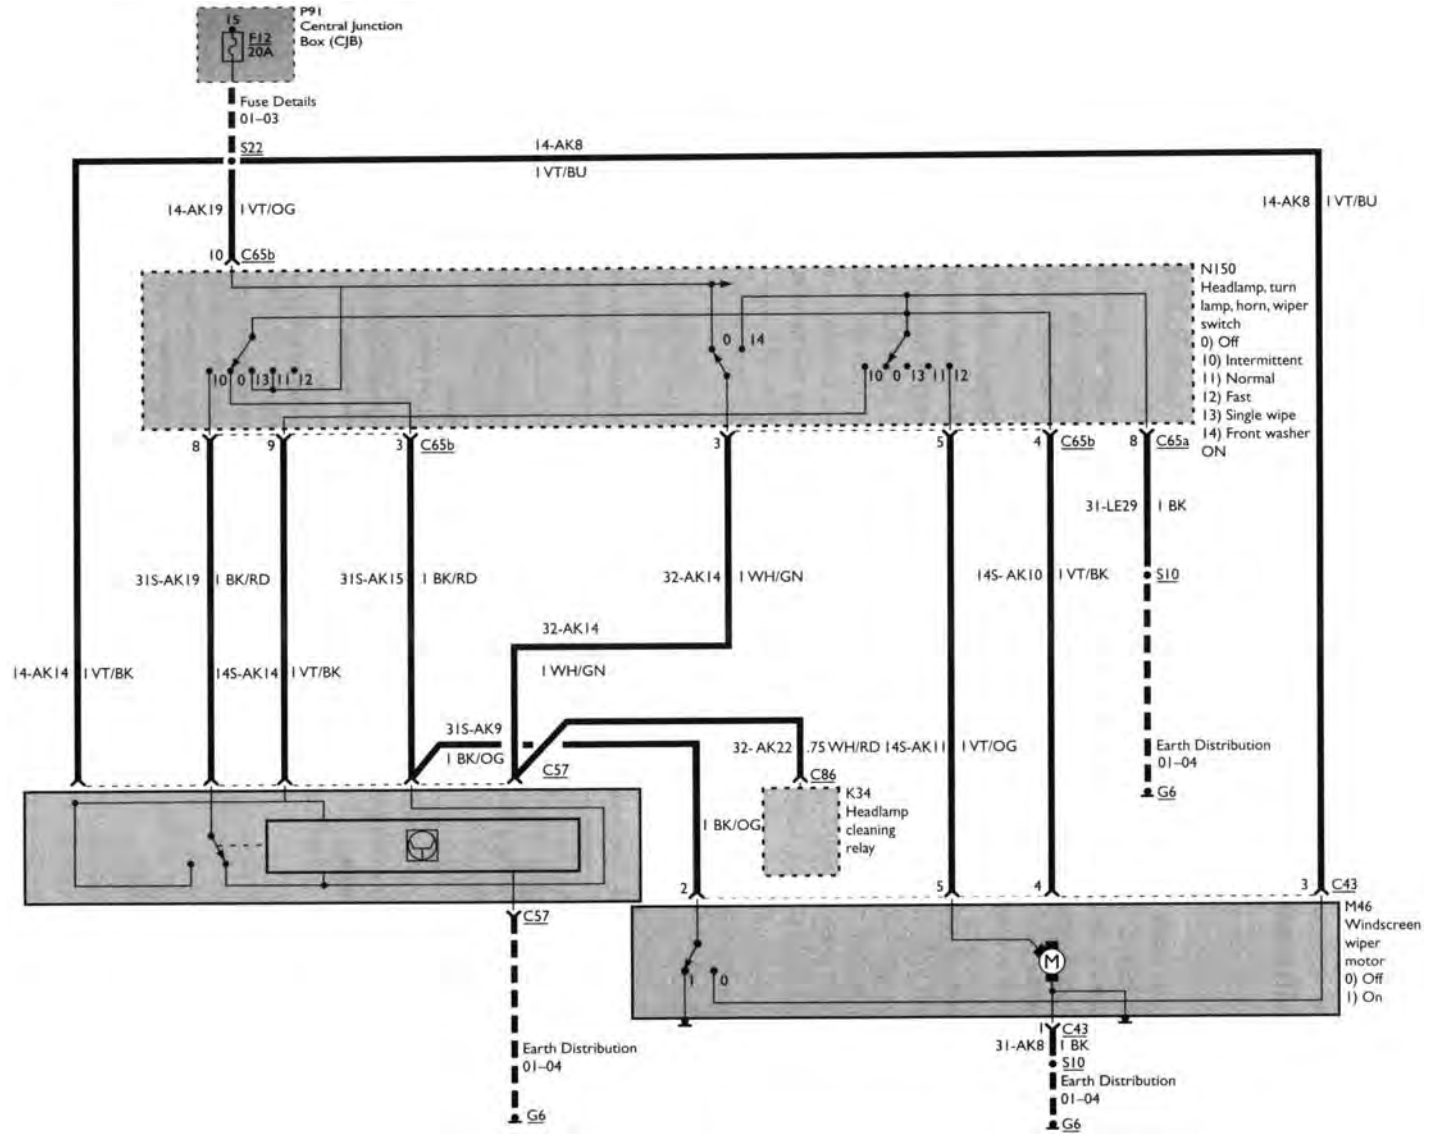 15
F12
20A
P91
Central Junction
Box (CJB)
Fuse Details
01-03
S22
14-AK8
1 VT/BU
14-AK19 1 VT/OG
14-AK8 1 VT/BU
10 C65b
N150
Headlamp, turn
lamp, horn, wiper
switch
0) Off
10) Intermittent
11) Normal
12) Fast
13) Single wipe
14) Front washer
ON
0 14
10 0 13 11 12
10 0 13 11 12
8 9 3 C65b 3 5 4 C65b 8 C65a
31-LE29 1 BK
31S-AK19 1 BK/RD
31S-AK15 1 BK/RD
32-AK14 1 WH/GN
14S-AK10 1 VT/BK
S10
32-AK14
1 WH/GN
14-AK14 1 VT/BK
14S-AK14 1 VT/BK
31S-AK9
1 BK/OG
C57
32-AK22 .75 WH/RD
14S-AK11 1 VT/OG
Earth Distribution
01-04
G6
C86
K34
Headlamp
cleaning
relay
1 BK/OG
2 5 4 3 C43
M46
Windscreen
wiper
motor
0) Off
1) On
M
1 0
C57
1 C43
31-AK8 1 BK
S10
Earth Distribution
01-04
G6
Earth Distribution
01-04
G6